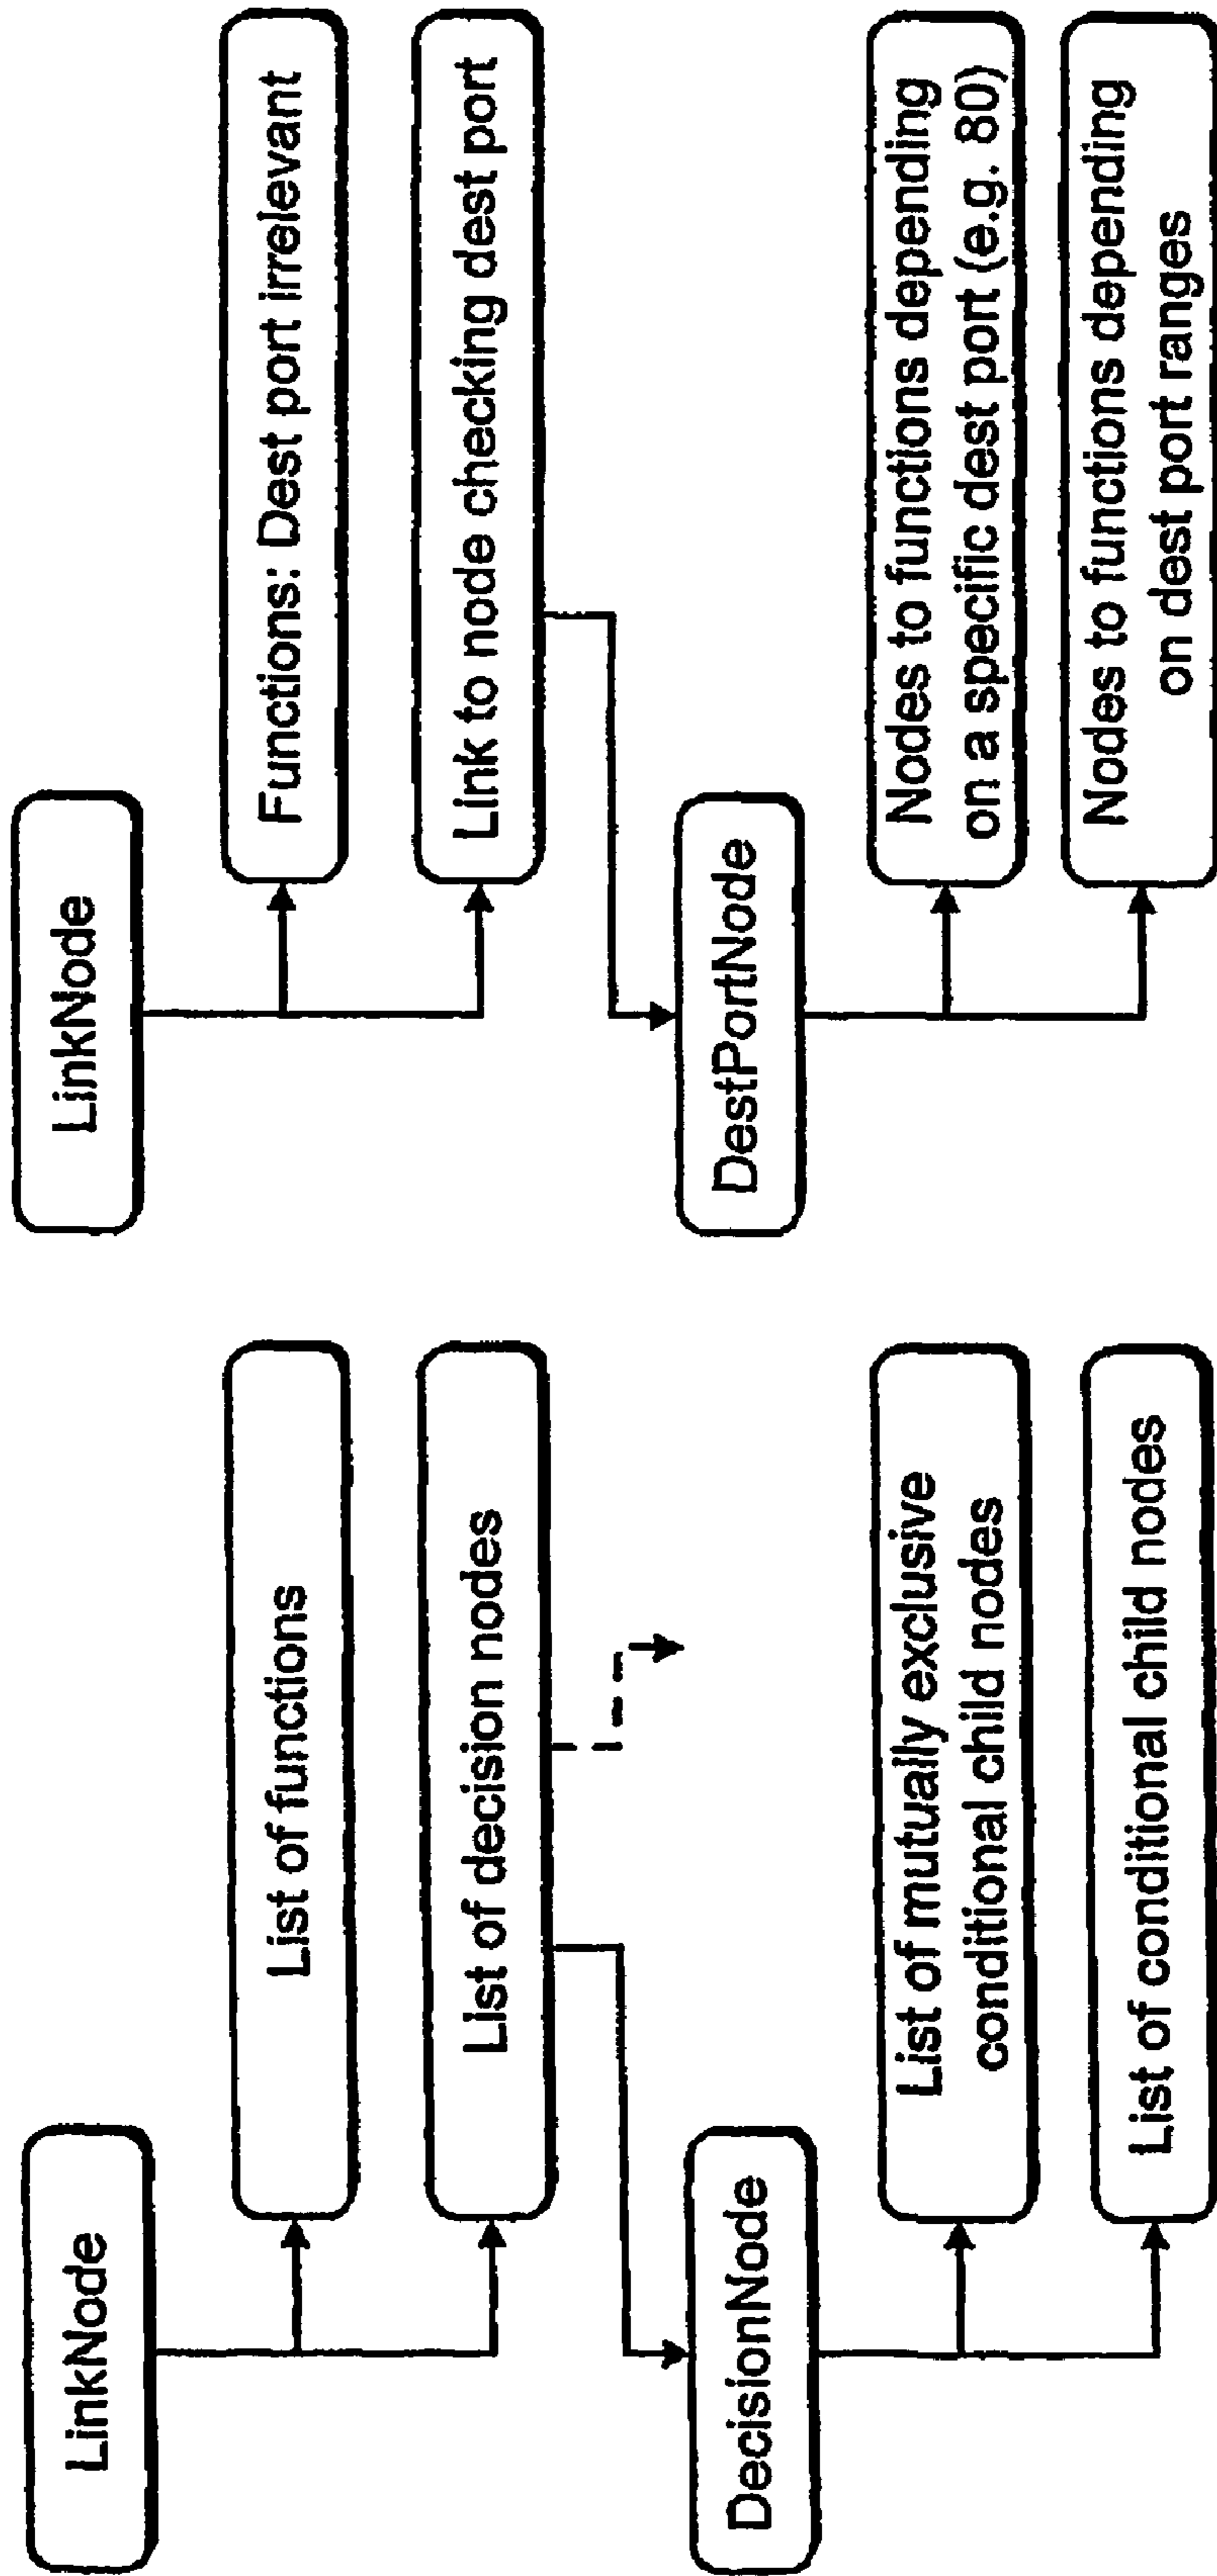 LinkNode
List of functions
List of decision nodes
DecisionNode
List of mutually exclusive
conditional child nodes
List of conditional child nodes
LinkNode
Functions: Dest port irrelevant
Link to node checking dest port
DestPortNode
Nodes to functions depending
on a specific dest port (e.g. 80)
Nodes to functions depending
on dest port ranges